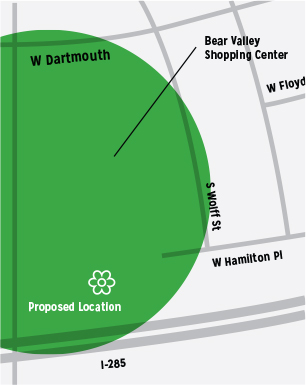 Bear Valley
Shopping Center
W Dartmouth
W Floyd
S Wolff St
W Hamilton Pl
Proposed Location
I-285